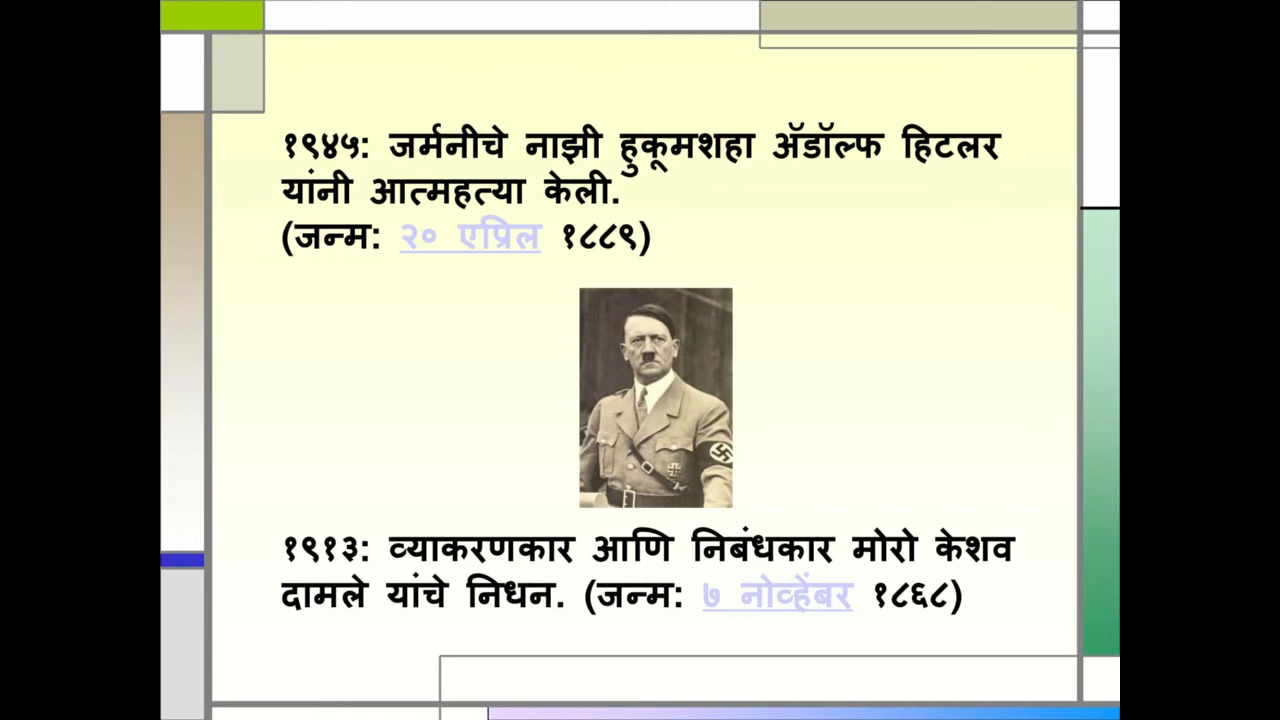 १९४५: जर्मनीचे नाझी हुकूमशहा अ‍ॅडॉल्फ हिटलर
यांनी आत्महत्या केली.
(जन्म: २० एप्रिल १८८९)
१९१३: व्याकरणकार आणि निबंधकार मोरो केशव
दामले यांचे निधन. (जन्म: ७ नोव्हेंबर १८६८)